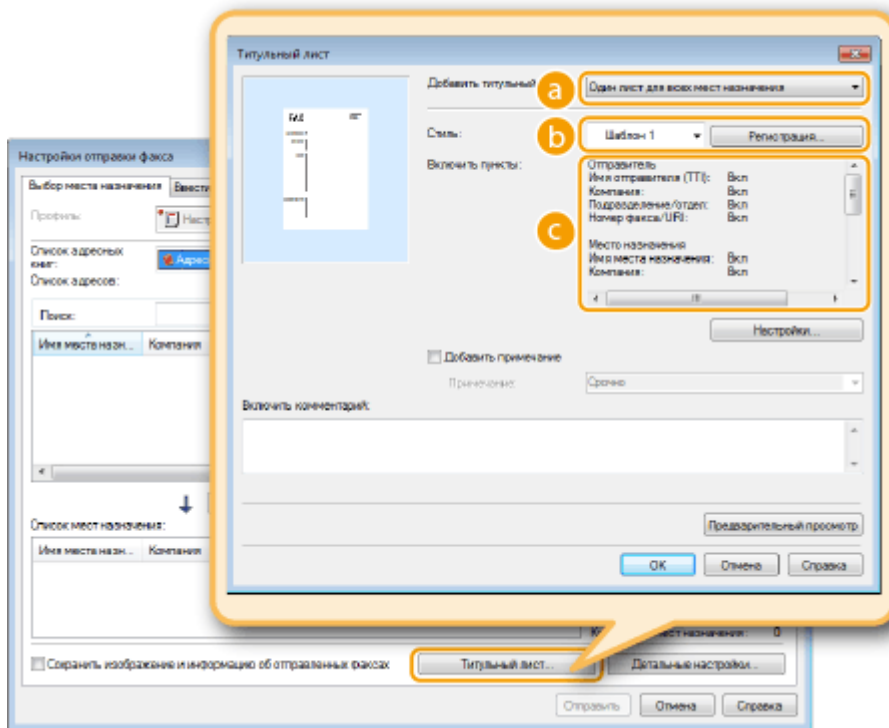 Титульный лист
Добавить титульный
a
Один лист для всех мест назначения
Стиль:
b
Шаблон 1
Регистрация...
Включить пункты:
c
Отправитель
Имя отправителя (TTI): Вкл
Компания: Вкл
Подразделение/отдел: Вкл
Номер факса/URI: Вкл
Место назначения
Имя места назначения: Вкл
Компания: Вкл
Настройки...
Добавить примечание
Примечание:
Срочно
Включить комментарий:
Предварительный просмотр
OK
Отмена
Справка
Настройки отправки факса
Выбор места назначения
Ввести
Профиль:
Список адресных
книг:
Список адресов:
Поиск:
Имя места назн...
Компания
Список мест назначения:
Имя места назн...
Компания
мест назначения: 0
Сохранить изображение и информацию об отправленных факсах
Титульный лист...
Детальные настройки...
Отправить
Отмена
Справка